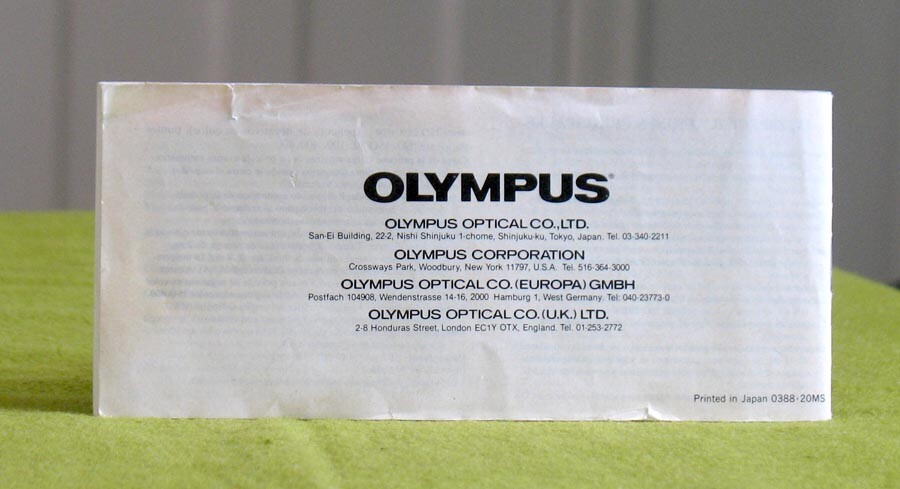 OLYMPUS®
OLYMPUS OPTICAL CO.,LTD.
San-Ei Building, 22-2, Nishi Shinjuku 1-chome, Shinjuku-ku, Tokyo, Japan. Tel. 03-340-2211
OLYMPUS CORPORATION
Crossways Park, Woodbury, New York 11797, U.S.A. Tel. 516-364-3000
OLYMPUS OPTICAL CO. (EUROPA) GMBH
Postfach 104908, Wendenstrasse 14-16, 2000 Hamburg 1, West Germany. Tel: 040-23773-0
OLYMPUS OPTICAL CO. (U.K.) LTD.
2-8 Honduras Street, London EC1Y OTX, England. Tel. 01-253-2772
Printed in Japan 0388-20MS